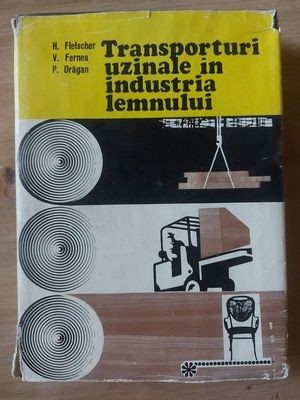 H. Fleischer
V. Fernea
P. Drăgan
Transporturi
uzinale în
industria
lemnului